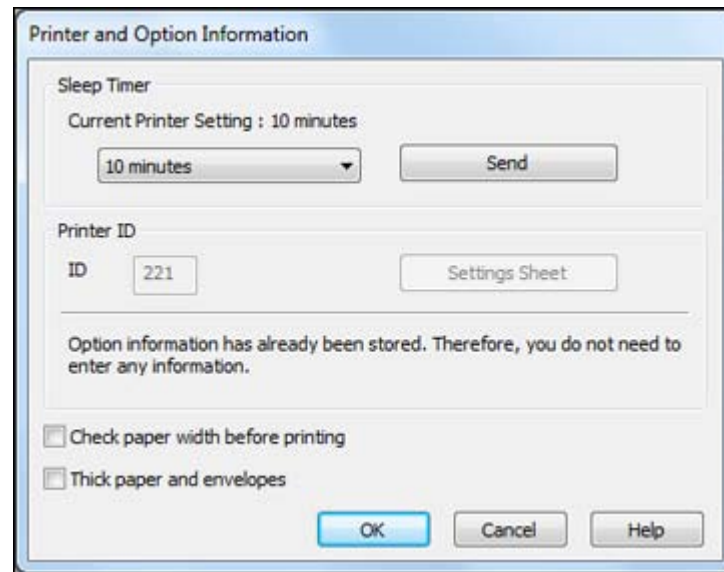 Printer and Option Information
Sleep Timer
Current Printer Setting : 10 minutes
10 minutes
Send
Printer ID
ID
221
Settings Sheet
Option information has already been stored. Therefore, you do not need to
enter any information.
Check paper width before printing
Thick paper and envelopes
OK
Cancel
Help